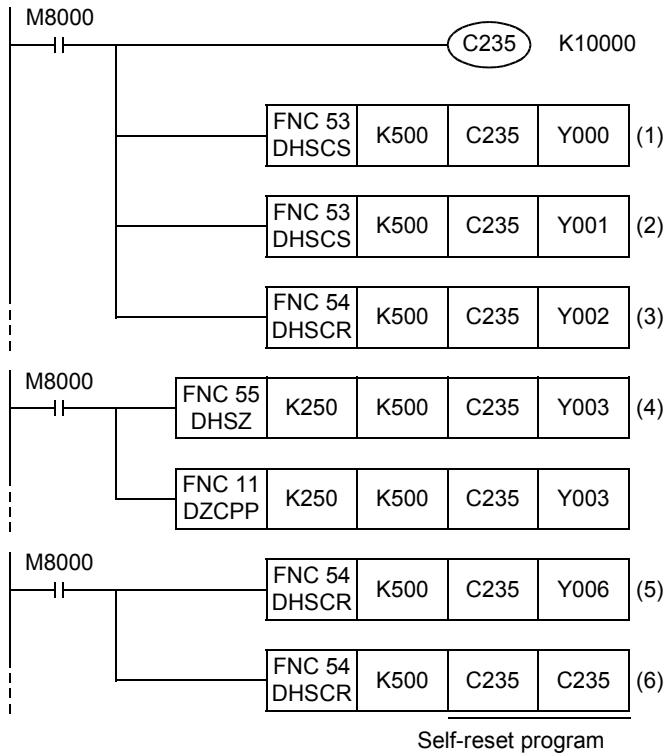 M8000
C235 K10000
FNC 53 DHSCS K500 C235 Y000 (1)
FNC 53 DHSCS K500 C235 Y001 (2)
FNC 54 DHSCR K500 C235 Y002 (3)
M8000
FNC 55 DHSZ K250 K500 C235 Y003 (4)
FNC 11 DZCPP K250 K500 C235 Y003
M8000
FNC 54 DHSCR K500 C235 Y006 (5)
FNC 54 DHSCR K500 C235 C235 (6)
Self-reset program